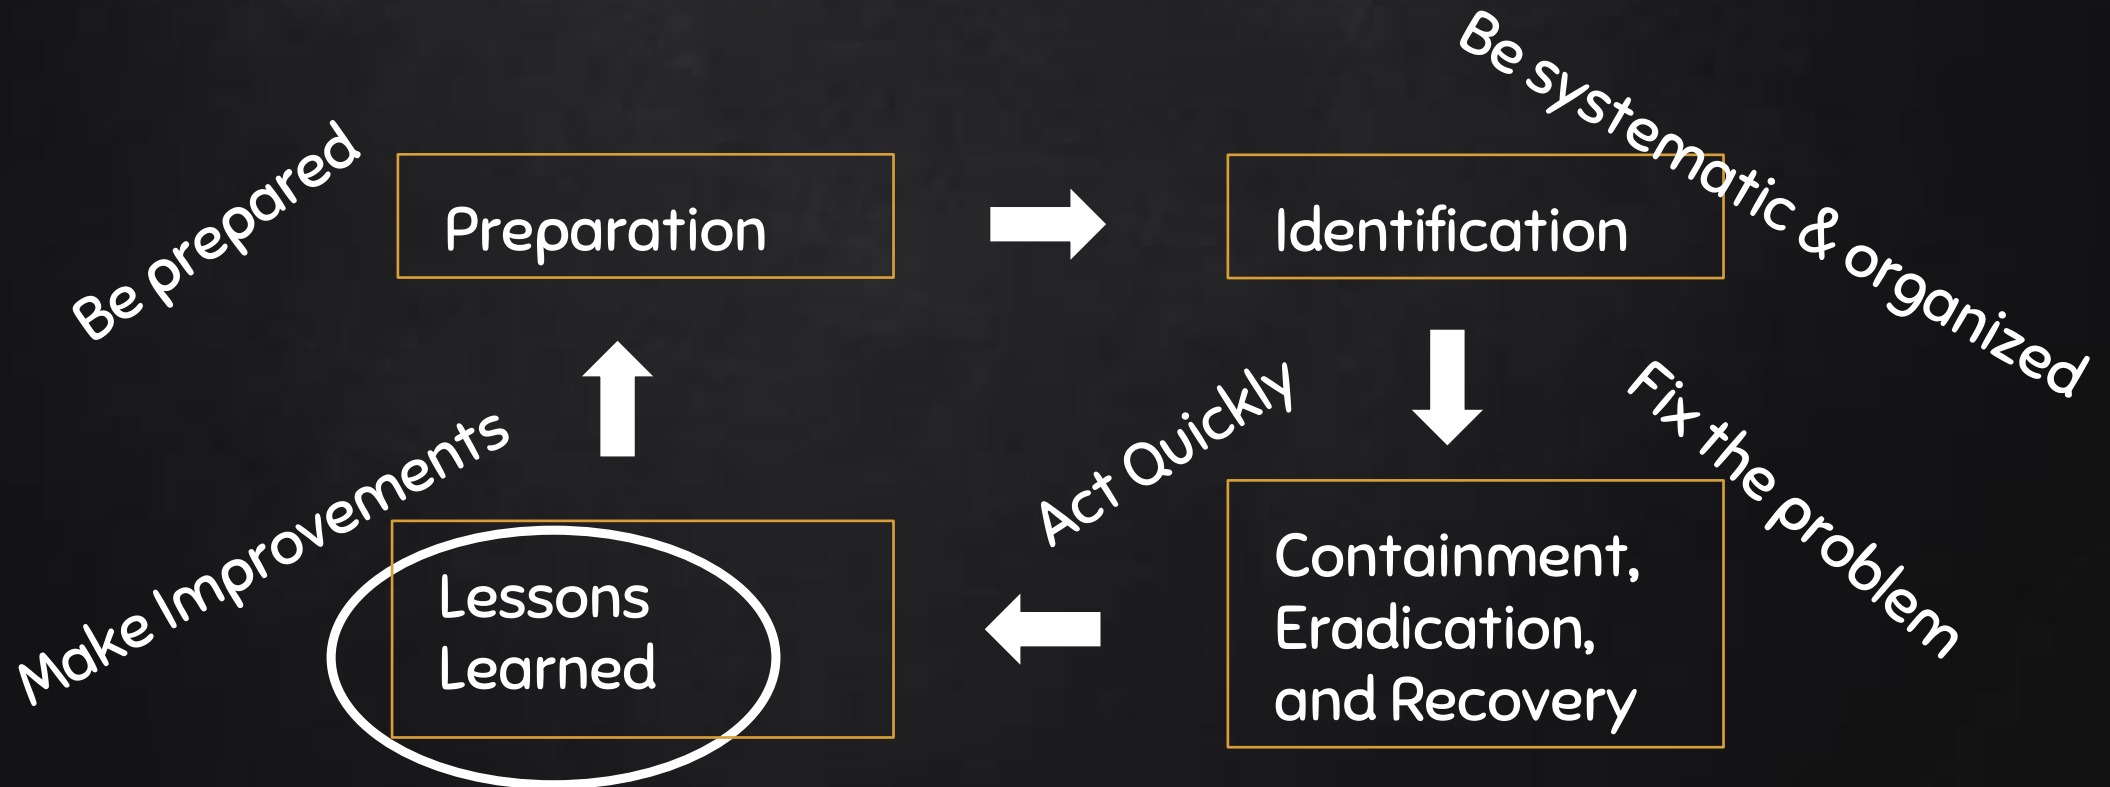 Be systematic & organized
Be prepared
Preparation
Identification
Make Improvements
Act Quickly
Fix the problem
Lessons
Learned
Containment,
Eradication,
and Recovery